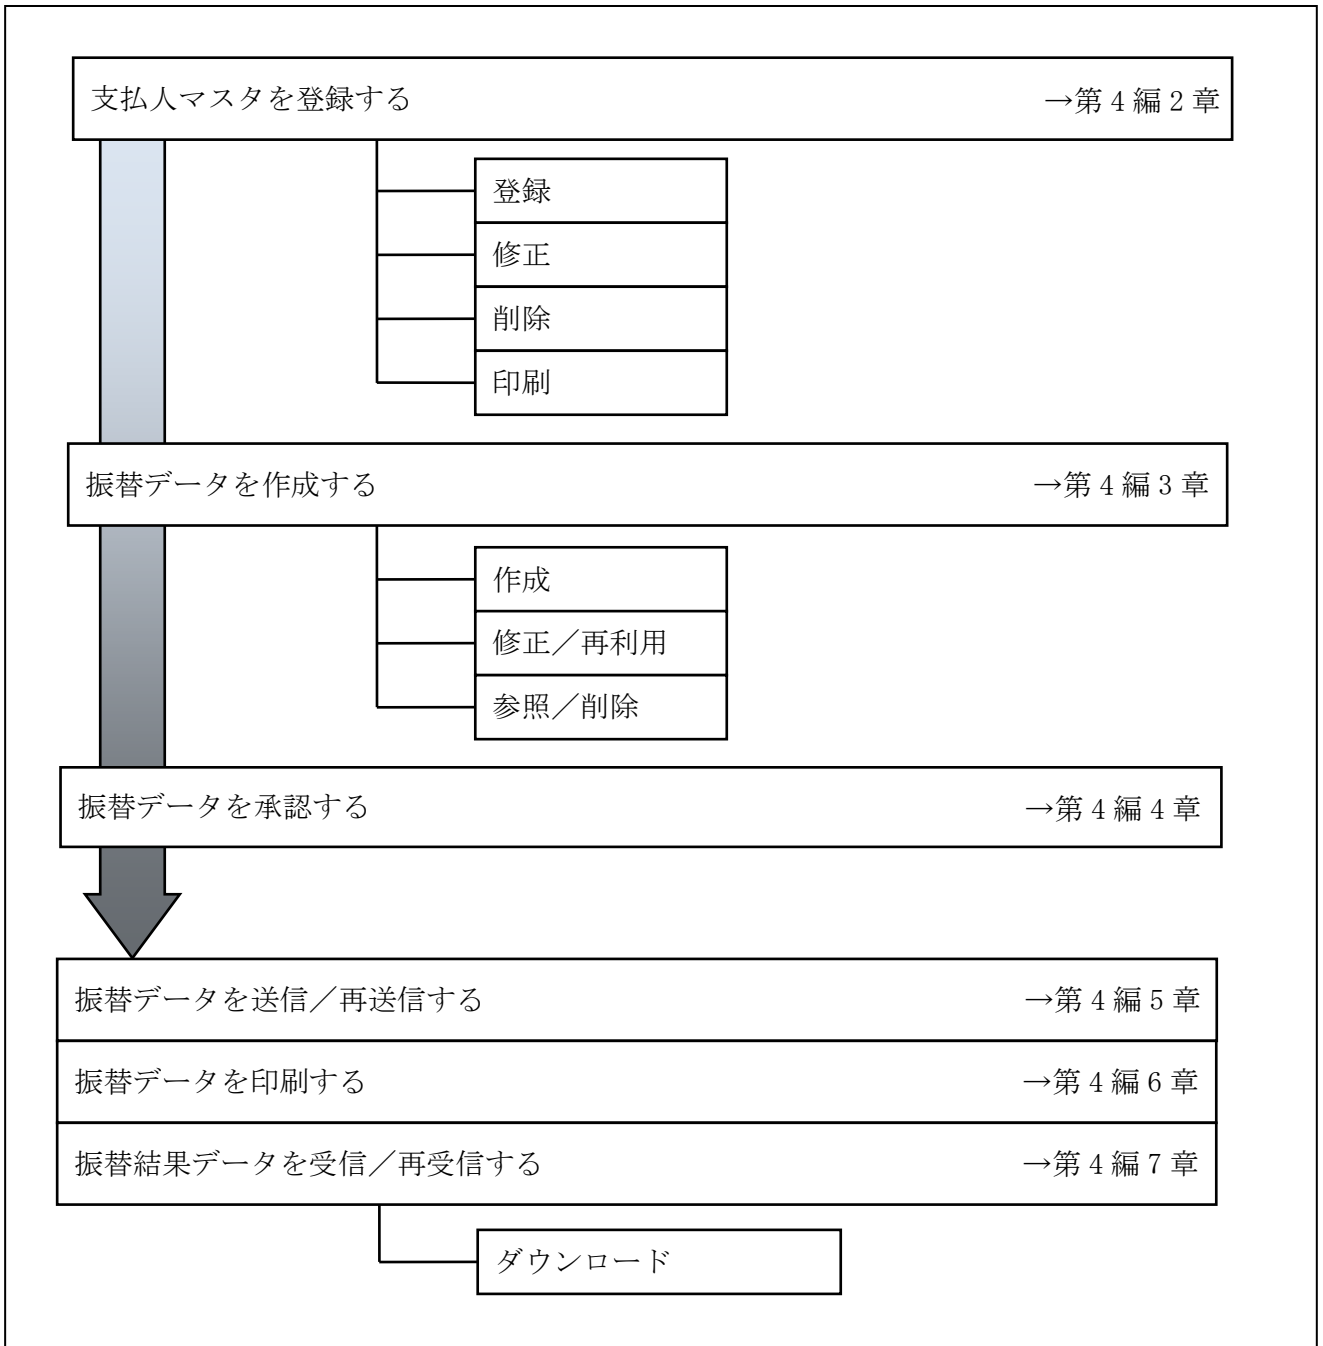 支払人マスタを登録する →第４編２章
登録
修正
削除
印刷
振替データを作成する →第４編３章
作成
修正／再利用
参照／削除
振替データを承認する →第４編４章
振替データを送信／再送信する →第４編５章
振替データを印刷する →第４編６章
振替結果データを受信／再受信する →第４編７章
ダウンロード